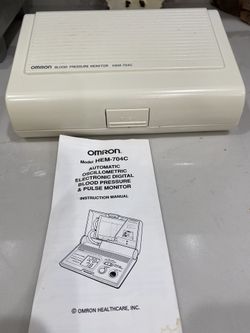 OMRON BLOOD PRESSURE MONITOR HEM-704C
OMRON®
Model HEM-704C
AUTOMATIC
OSCILLOMETRIC
ELECTRONIC DIGITAL
BLOOD PRESSURE
& PULSE MONITOR
INSTRUCTION MANUAL
© OMRON HEALTHCARE, INC.